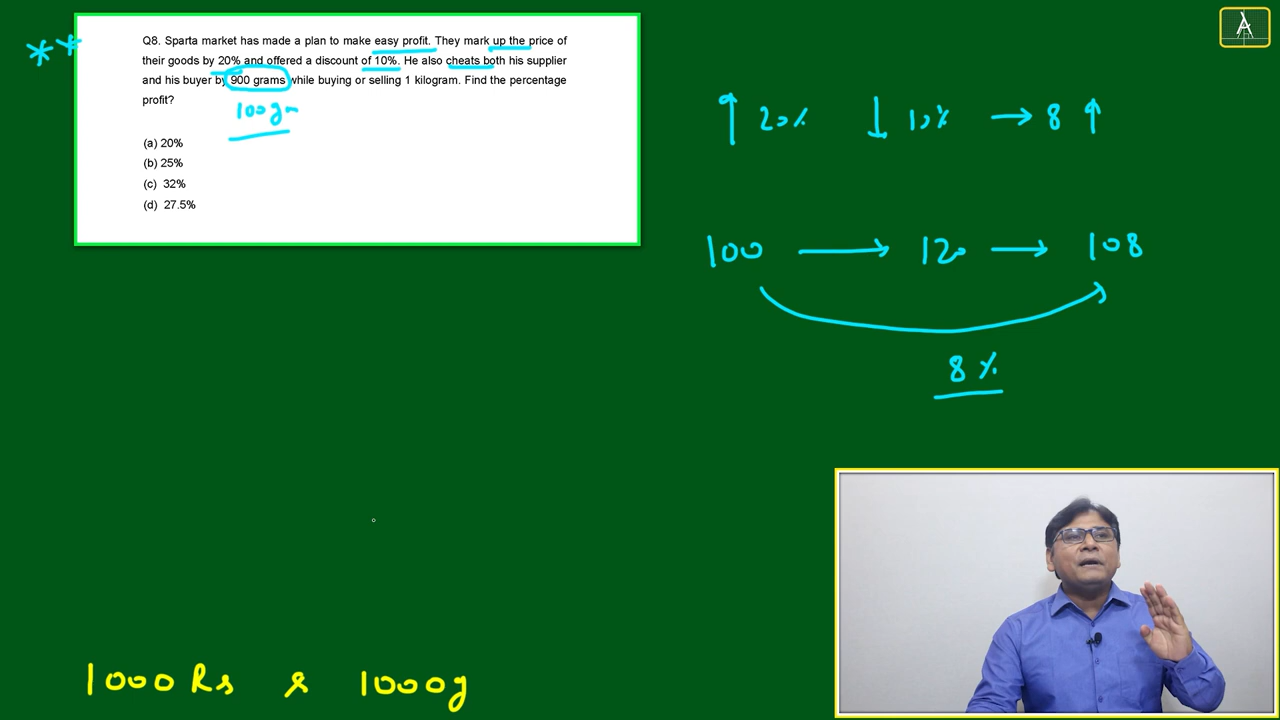 Q8. Sparta market has made a plan to make easy profit. They mark up the price of
their goods by 20% and offered a discount of 10%. He also cheats both his supplier
and his buyer by 900 grams while buying or selling 1 kilogram. Find the percentage
profit?
100gm
(a) 20%
(b) 25%
(c) 32%
(d) 27.5%
↑ 20% ↓ 10% → 8 ↑
100 → 120 → 108
8%
1000 Rs & 1000g